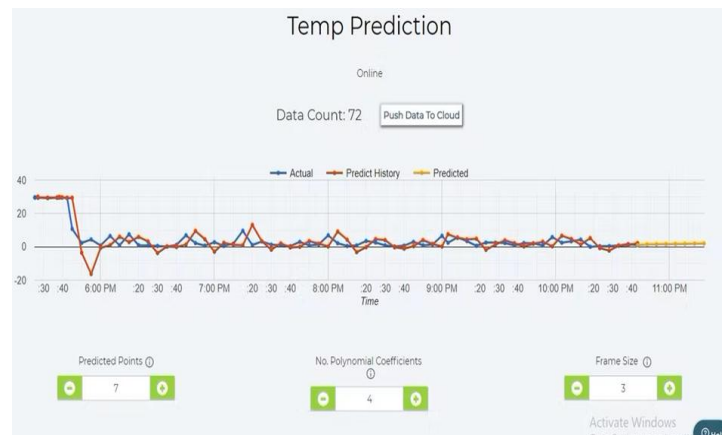 Temp Prediction
Online
Data Count: 72 Push Data To Cloud
Actual Predict History Predicted
40
20
0
-20
:30 :40 6:00 PM :20 :30 :40 7:00 PM :20 :30 :40 8:00 PM :20 :30 :40 9:00 PM :20 :30 :40 10:00 PM :20 :30 :40 11:00 PM
Time
Predicted Points
No. Polynomial Coefficients
Frame Size
7
4
3
Activate Windows